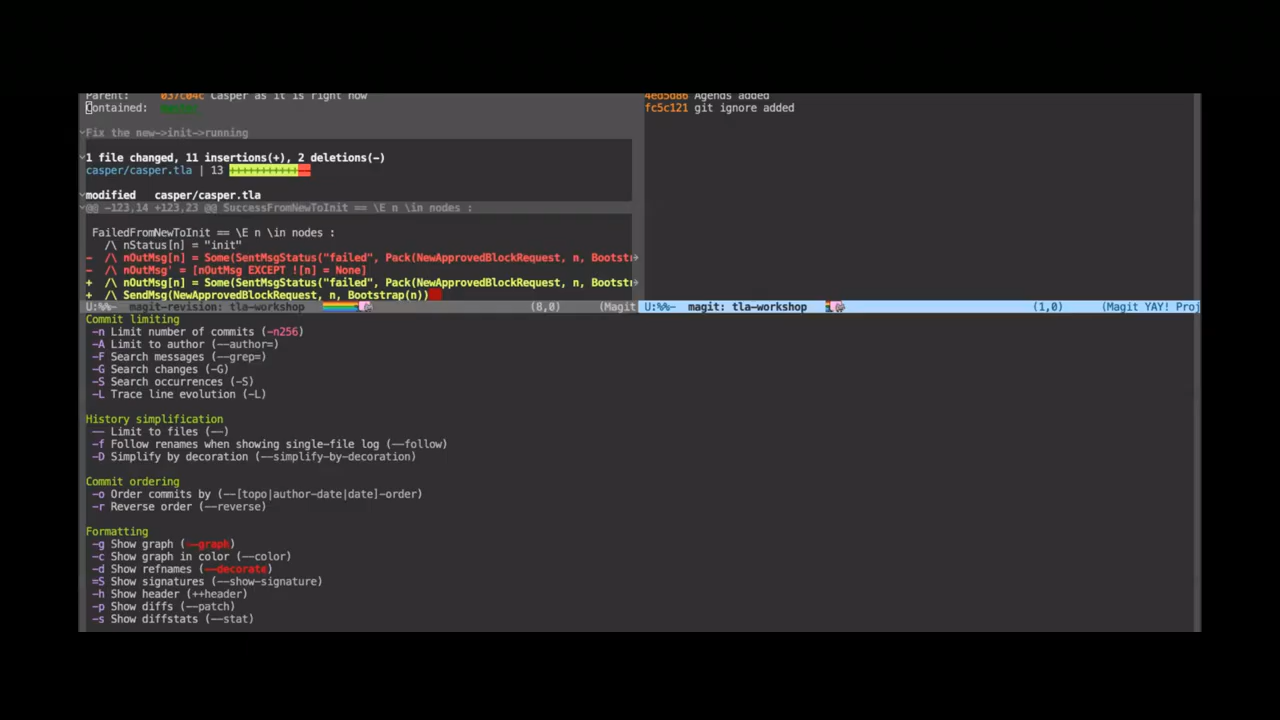 Parent:     037c04c Casper as it is right now
Contained:  master
Fix the new->init->running
1 file changed, 11 insertions(+), 2 deletions(-)
casper/casper.tla | 13 +++++++++++--
modified   casper/casper.tla
@@ -123,14 +123,23 @@ SuccessFromNewToInit == \E n \in nodes :
FailedFromNewToInit == \E n \in nodes :
/\ nStatus[n] = "init"
-  /\ nOutMsg[n] = Some(SentMsgStatus("failed", Pack(NewApprovedBlockRequest, n, Bootst
-  /\ nOutMsg' = [nOutMsg EXCEPT ![n] = None]
+  /\ nOutMsg[n] = Some(SentMsgStatus("failed", Pack(NewApprovedBlockRequest, n, Bootst
+  /\ SendMsg(NewApprovedBlockRequest, n, Bootstrap(n))
U:%%-  magit-revision: tla-workshop    (8,0)    (Magit
4ed5d86 Agends added
fc5c121 git ignore added
U:%%-  magit: tla-workshop    (1,0)    (Magit YAY! Proj
Commit limiting
-n Limit number of commits (-n256)
-A Limit to author (--author=)
-F Search messages (--grep=)
-G Search changes (-G)
-S Search occurrences (-S)
-L Trace line evolution (-L)
History simplification
-- Limit to files (--)
-f Follow renames when showing single-file log (--follow)
-D Simplify by decoration (--simplify-by-decoration)
Commit ordering
-o Order commits by (--[topo|author-date|date]-order)
-r Reverse order (--reverse)
Formatting
-g Show graph (--graph)
-c Show graph in color (--color)
-d Show refnames (--decorate)
=S Show signatures (--show-signature)
-h Show header (++header)
-p Show diffs (--patch)
-s Show diffstats (--stat)